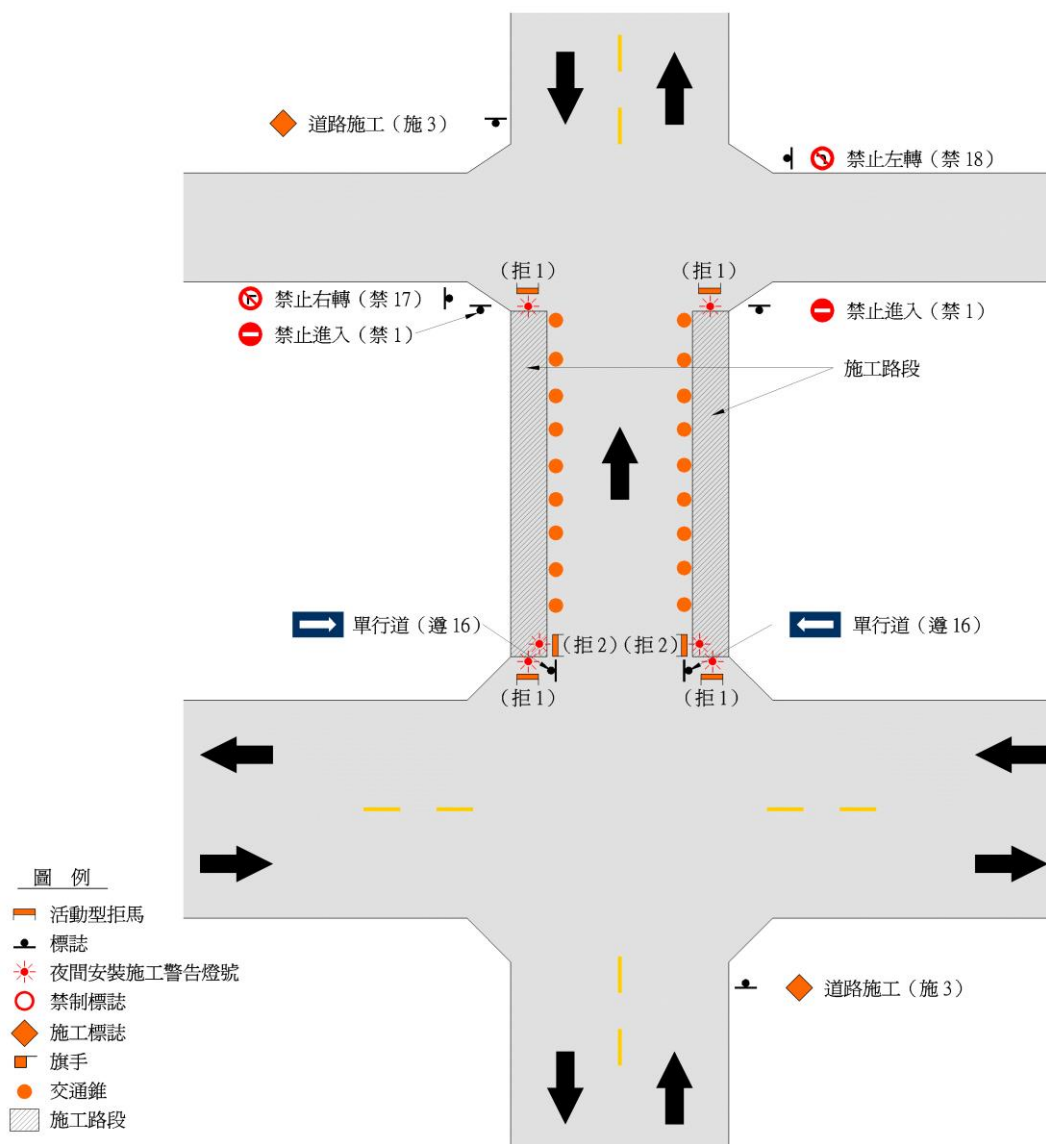 道路施工（施 3）
禁止左轉（禁 18）
（拒 1）
（拒 1）
禁止右轉（禁 17）
禁止進入（禁 1）
禁止進入（禁 1）
施工路段
單行道（遵 16）
（拒 2）（拒 2）
單行道（遵 16）
（拒 1）
（拒 1）
圖 例
活動型拒馬
標誌
夜間安裝施工警告燈號
禁制標誌
施工標誌
旗手
交通錐
施工路段
道路施工（施 3）